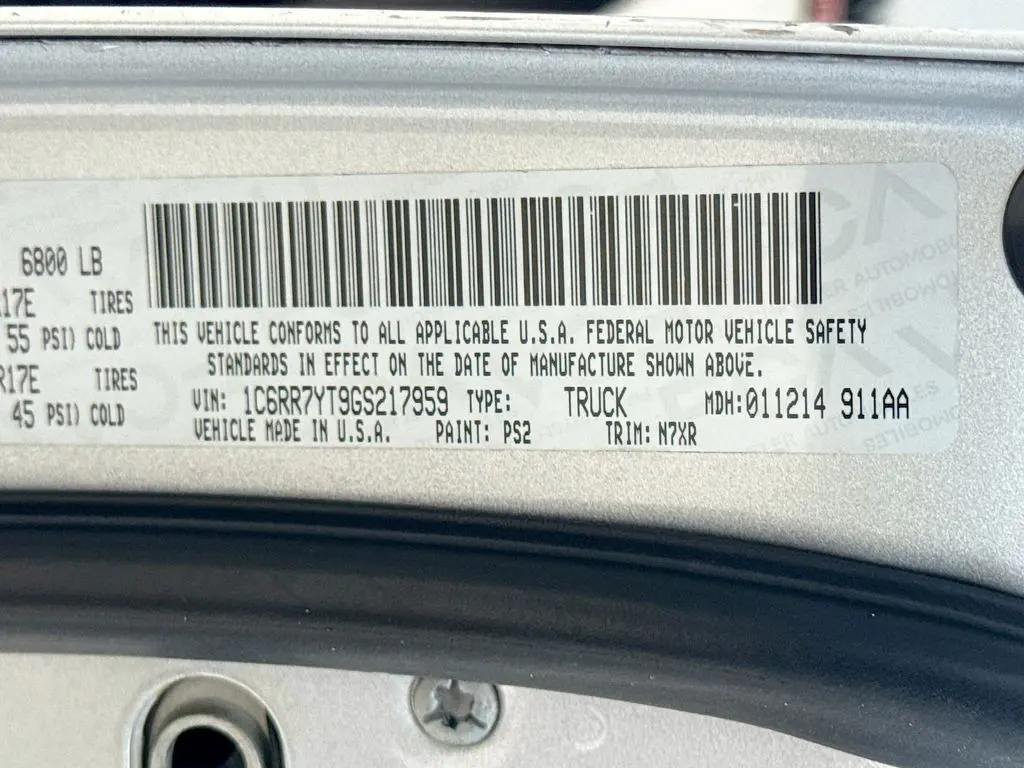 6800 LB
17E TIRES
55 PSI) COLD
R17E TIRES
45 PSI) COLD
THIS VEHICLE CONFORMS TO ALL APPLICABLE U.S.A. FEDERAL MOTOR VEHICLE SAFETY
STANDARDS IN EFFECT ON THE DATE OF MANUFACTURE SHOWN ABOVE.
VIN: 1C6RR7YT9GS217959 TYPE: TRUCK MDH:011214 911AA
VEHICLE MADE IN U.S.A. PAINT: PS2 TRIM: N7XR